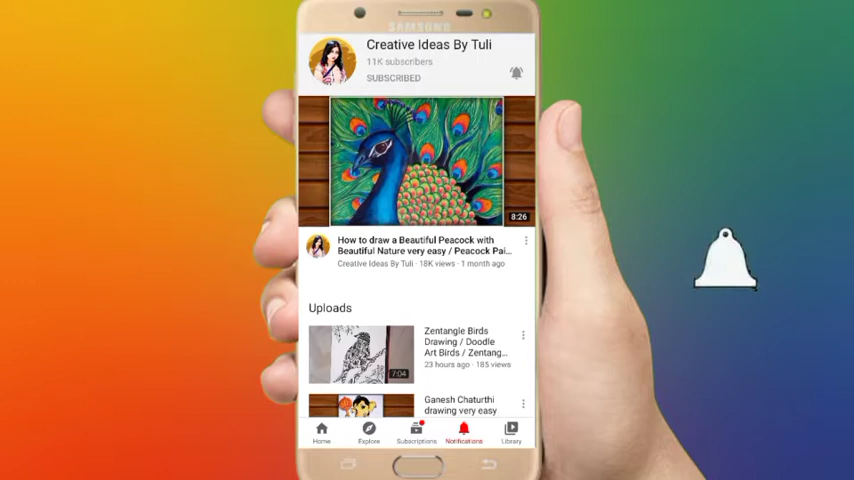 SAMSUNG
Creative Ideas By Tuli
11K subscribers
SUBSCRIBED
8:26
How to draw a Beautiful Peacock with
Beautiful Nature very easy / Peacock Pai...
Creative Ideas By Tuli · 18K views · 1 month ago
Uploads
Zentangle Birds
Drawing / Doodle
Art Birds / Zentang...
23 hours ago · 185 views
7:04
Ganesh Chaturthi
drawing very easy
Home
Explore
Subscriptions
Notifications
Library